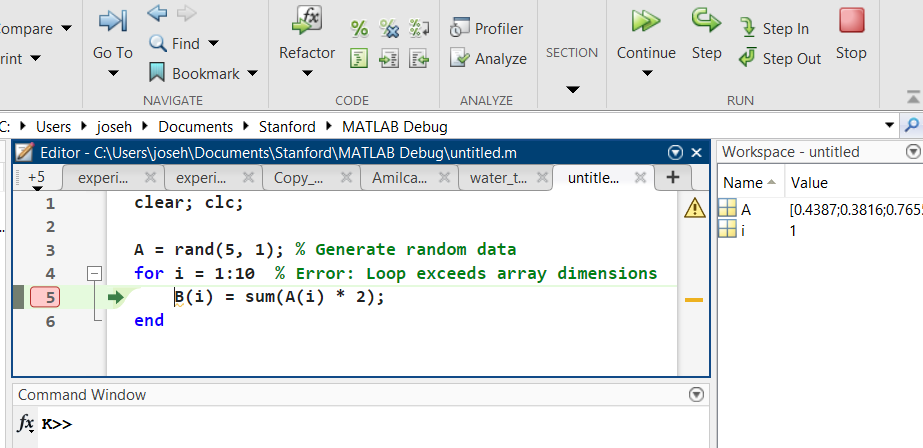 ompare
rint
Go To
Find
Bookmark
NAVIGATE
Refactor
CODE
Profiler
Analyze
ANALYZE
SECTION
Continue
Step
Step In
Step Out
Stop
RUN
C: Users joseh Documents Stanford MATLAB Debug
Editor - C:\Users\joseh\Documents\Stanford\MATLAB Debug\untitled.m
+5 experi... experi... Copy_... Amilca... water_t... untitle... +
1 clear; clc;
2
3 A = rand(5, 1); % Generate random data
4 for i = 1:10 % Error: Loop exceeds array dimensions
5 B(i) = sum(A(i) * 2);
6 end
Command Window
fx K>>
Workspace - untitled
Name Value
A [0.4387;0.3816;0.765
i 1